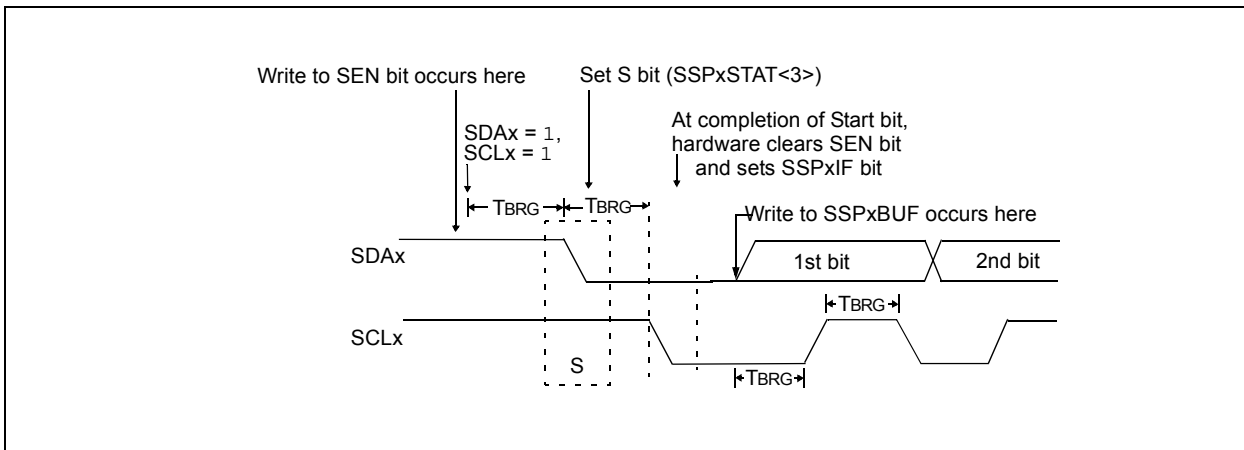 Write to SEN bit occurs here
Set S bit (SSPxSTAT<3>)
SDAx = 1,
SCLx = 1
At completion of Start bit,
hardware clears SEN bit
and sets SSPxIF bit
TBRG
TBRG
Write to SSPxBUF occurs here
SDAx
1st bit
2nd bit
TBRG
SCLx
S
TBRG